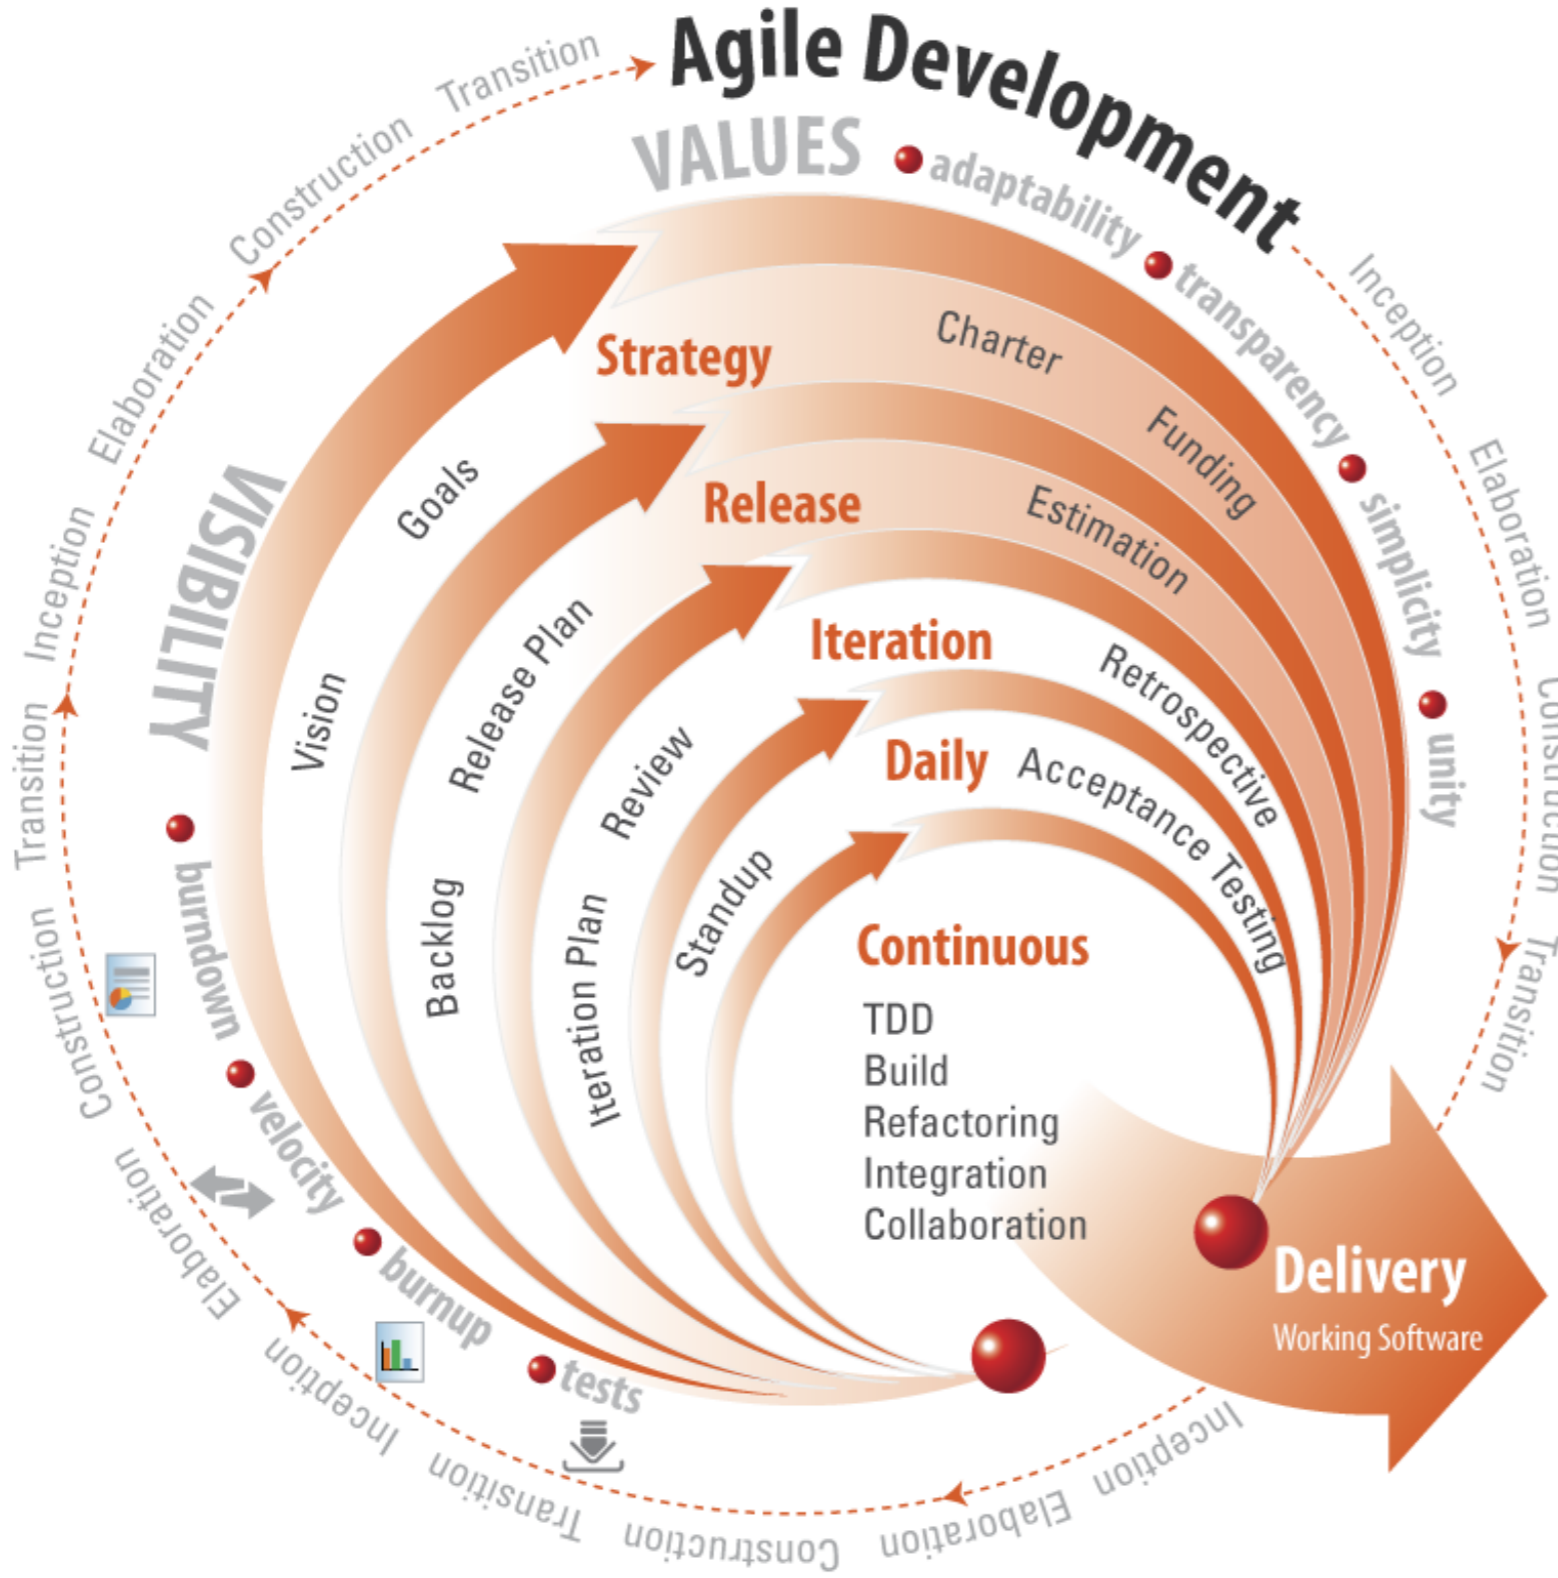 Agile Development
VALUES
adaptability
transparency
simplicity
unity
VISIBILITY
burndown
velocity
burnup
tests
Strategy
Charter
Funding
Goals
Vision
Release
Estimation
Release Plan
Backlog
Iteration
Retrospective
Review
Iteration Plan
Daily
Acceptance Testing
Standup
Continuous
TDD
Build
Refactoring
Integration
Collaboration
Delivery
Working Software
Inception
Elaboration
Construction
Transition
Inception
Elaboration
Construction
Transition
Inception
Elaboration
Construction
Transition
Inception
Elaboration
Construction
Transition